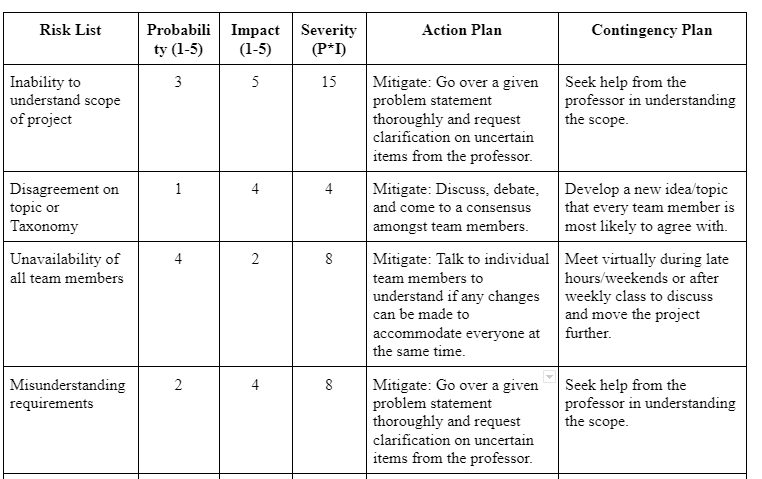 Risk List
Probabili
ty (1-5)
Impact
(1-5)
Severity
(P*I)
Action Plan
Contingency Plan
Inability to
understand scope
of project
3
5
15
Mitigate: Go over a given
problem statement
thoroughly and request
clarification on uncertain
items from the professor.
Seek help from the
professor in understanding
the scope.
Disagreement on
topic or
Taxonomy
1
4
4
Mitigate: Discuss, debate,
and come to a consensus
amongst team members.
Develop a new idea/topic
that every team member is
most likely to agree with.
Unavailability of
all team members
4
2
8
Mitigate: Talk to individual
team members to
understand if any changes
can be made to
accommodate everyone at
the same time.
Meet virtually during late
hours/weekends or after
weekly class to discuss
and move the project
further.
Misunderstanding
requirements
2
4
8
Mitigate: Go over a given
problem statement
thoroughly and request
clarification on uncertain
items from the professor.
Seek help from the
professor in understanding
the scope.